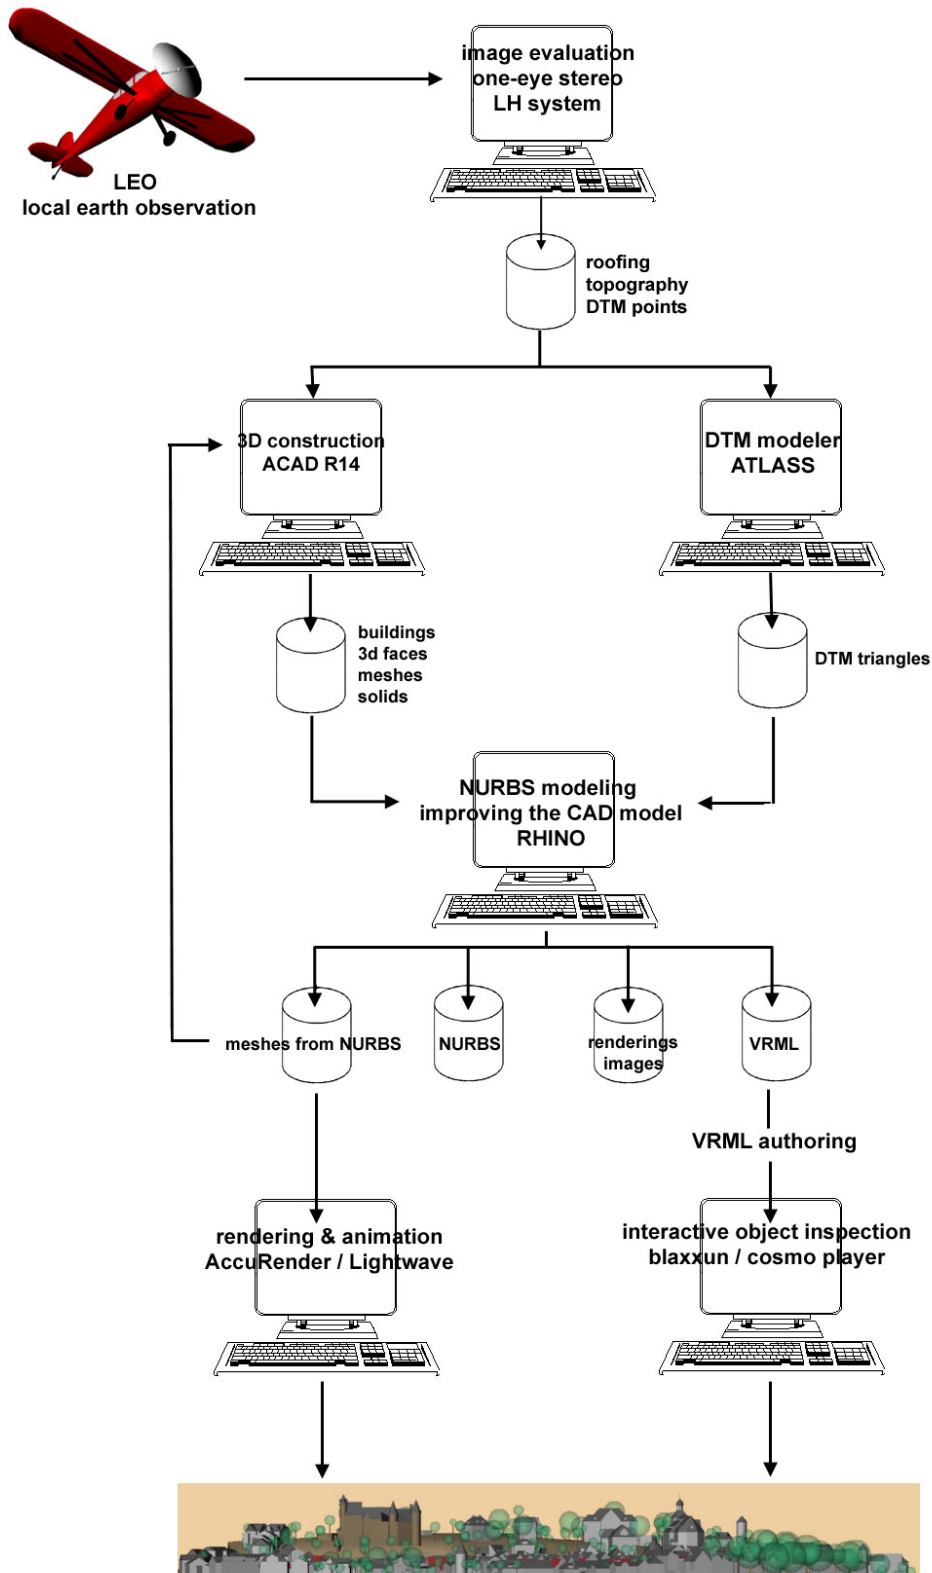 image evaluation
one-eye stereo
LH system
LEO
local earth observation
roofing
topography
DTM points
3D construction
ACAD R14
DTM modeler
ATLASS
buildings
3d faces
meshes
solids
DTM triangles
NURBS modeling
improving the CAD model
RHINO
meshes from NURBS
NURBS
renderings
images
VRML
VRML authoring
rendering & animation
AccuRender / Lightwave
interactive object inspection
blaxxun / cosmo player